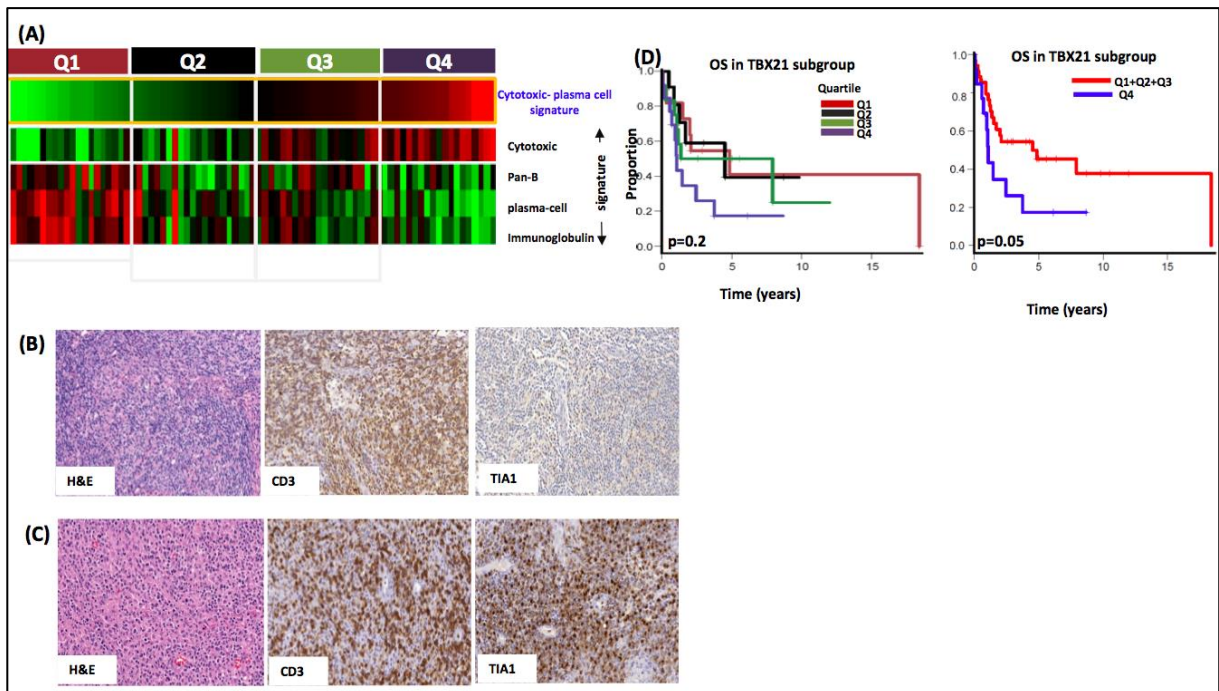 (A)
Q1 Q2 Q3 Q4
Cytotoxic- plasma cell
signature
Cytotoxic
Pan-B
plasma-cell
Immunoglobulin
signature
(D)
OS in TBX21 subgroup
Quartile
Q1
Q2
Q3
Q4
Proportion
1.0
0.8
0.6
0.4
0.2
0.0
p=0.2
0 5 10 15
Time (years)
OS in TBX21 subgroup
Q1+Q2+Q3
Q4
1.0
0.8
0.6
0.4
0.2
0.0
p=0.05
0 5 10 15
Time (years)
(B)
H&E CD3 TIA1
(C)
H&E CD3 TIA1